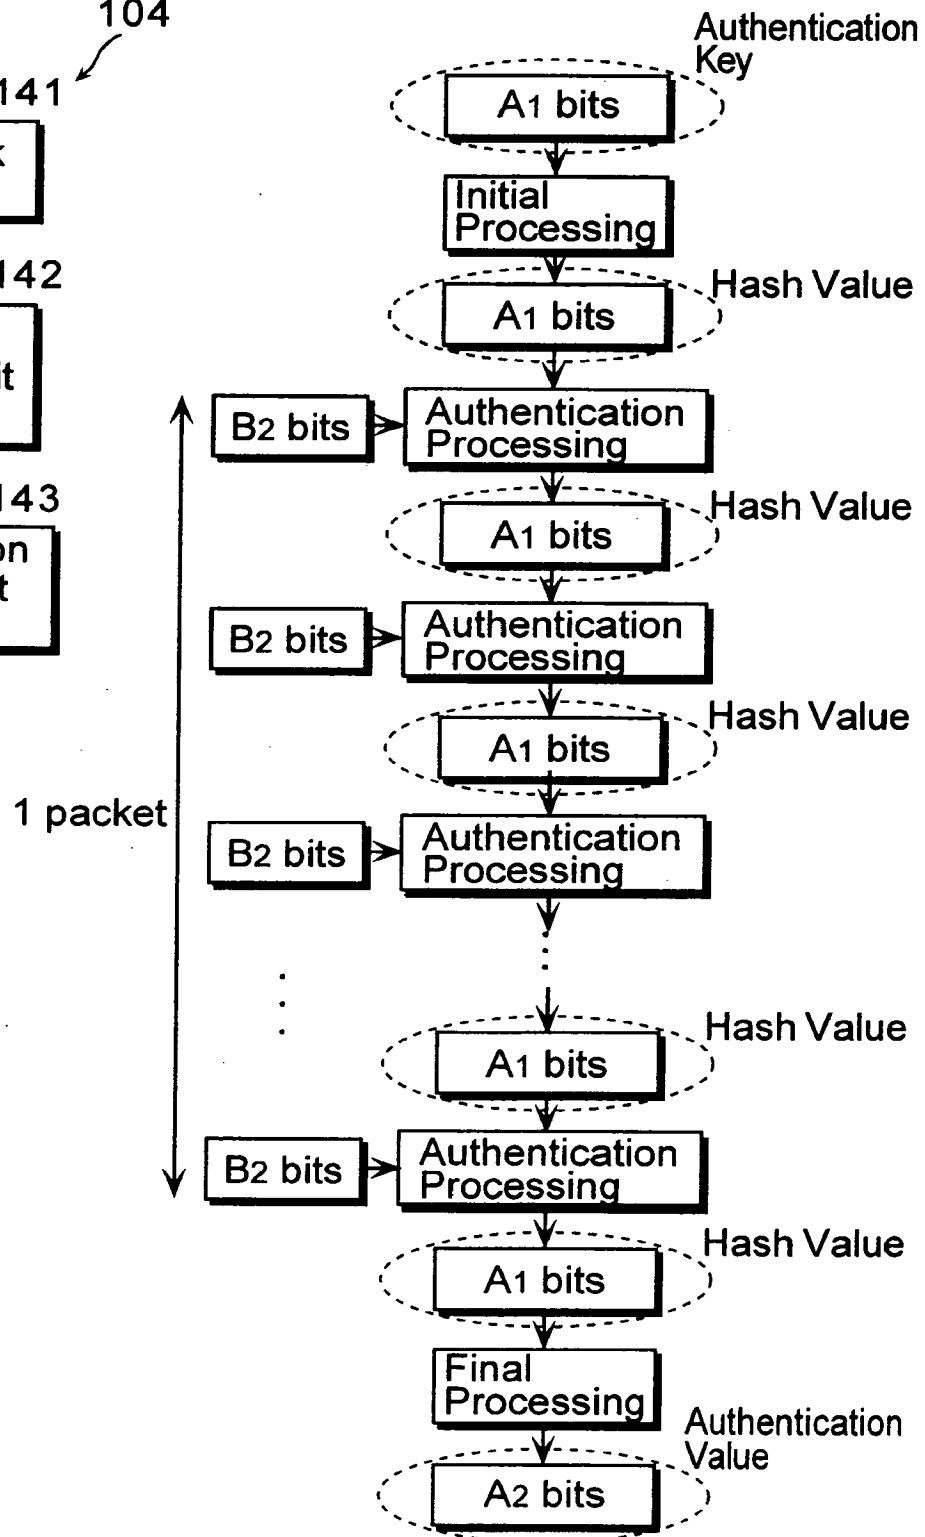 104
141
142
it
143
on
t
Authentication
Key
A1 bits
Initial
Processing
Hash Value
A1 bits
B2 bits
Authentication
Processing
Hash Value
A1 bits
B2 bits
Authentication
Processing
Hash Value
A1 bits
1 packet
B2 bits
Authentication
Processing
Hash Value
A1 bits
B2 bits
Authentication
Processing
Hash Value
A1 bits
Final
Processing
Authentication
Value
A2 bits